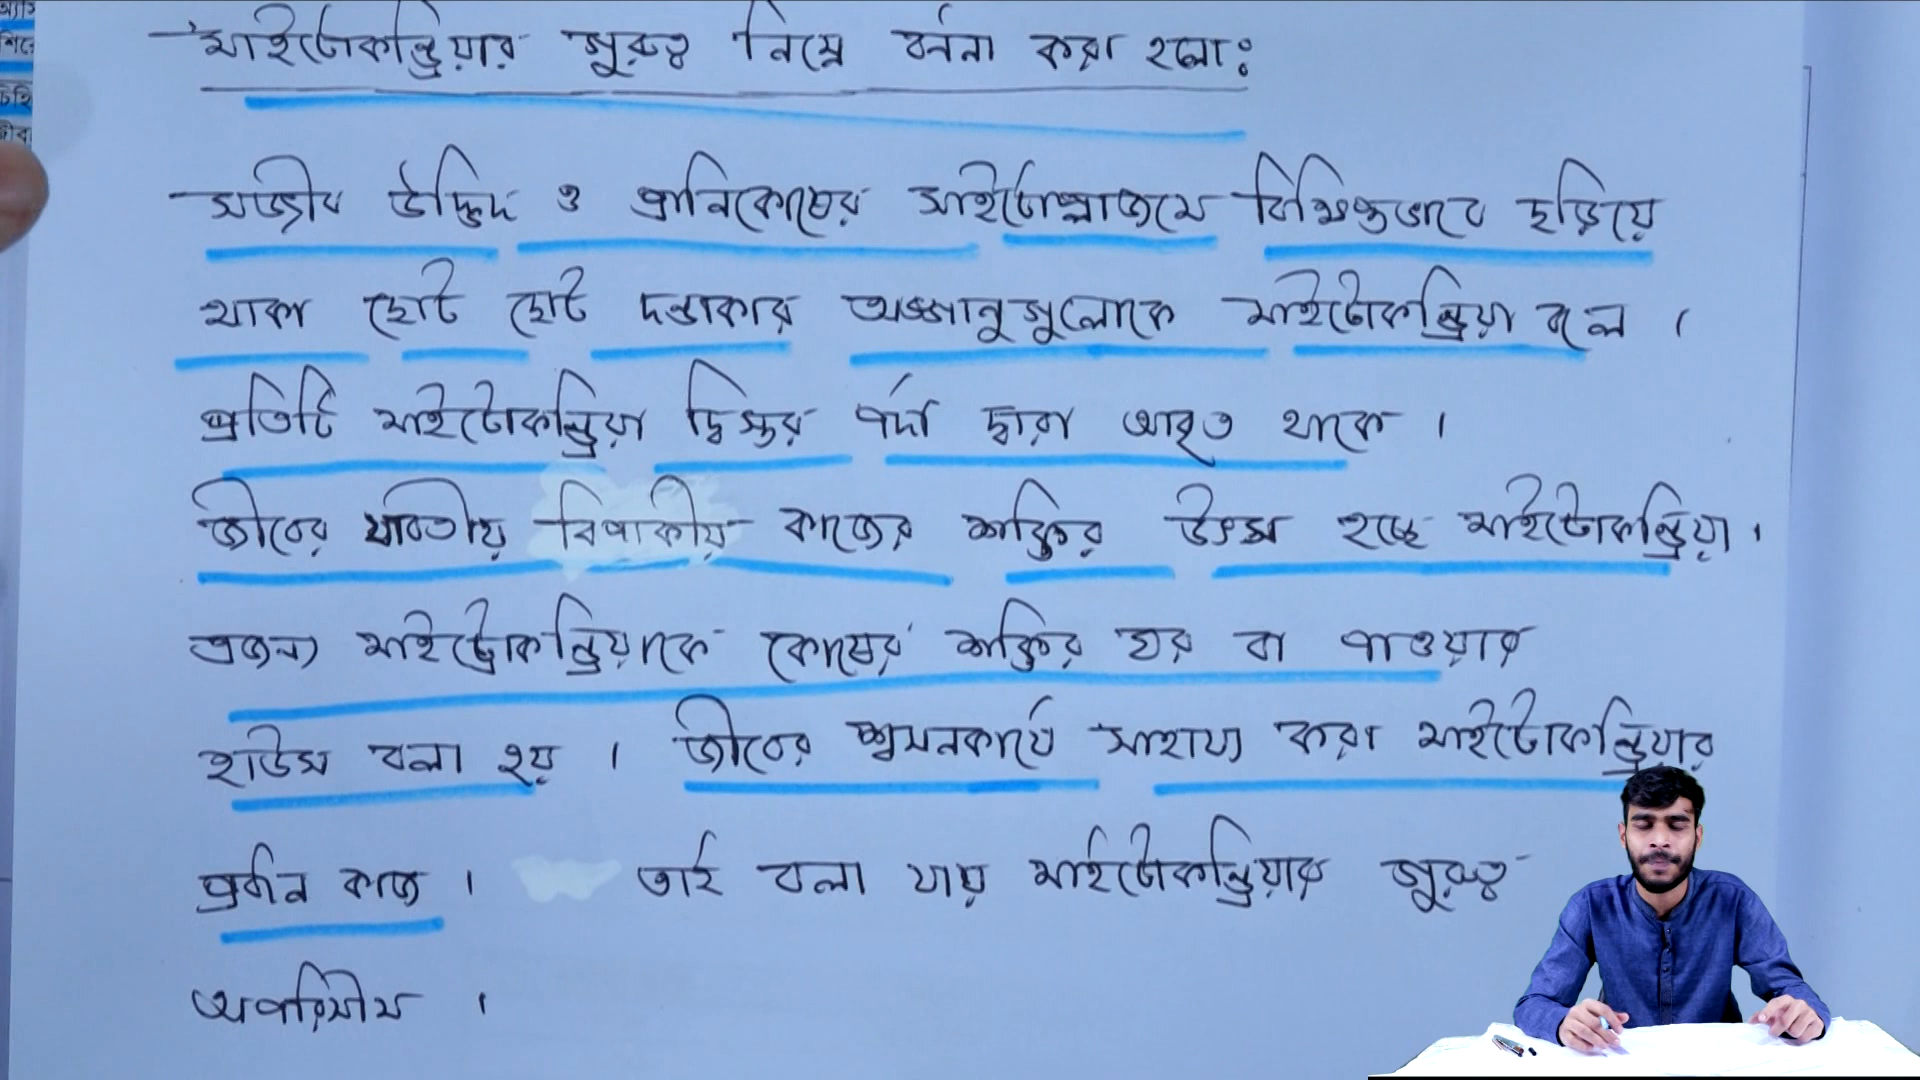 মাইটোকন্ড্রিয়ার গুরুত্ব নিম্নে বর্ননা করা হলো:
সজীব উদ্ভিদ ও প্রানিকোষের সাইটোপ্লাজমে বিক্ষিপ্তভাবে ছড়িয়ে
থাকা ছোট ছোট দন্ডাকার অঙ্গানুগুলোকে মাইটোকন্ড্রিয়া বলে ।
প্রতিটি মাইটোকন্ড্রিয়া দ্বিস্তর পর্দা দ্বারা আবৃত থাকে ।
জীবের যাবতীয় বিপাকীয় কাজের শক্তির উৎস হচ্ছে মাইটোকন্ড্রিয়া ।
এজন্য মাইট্রোকন্ড্রিয়াকে কোষের শক্তির ঘর বা পাওয়ার
হাউস বলা হয় । জীবের শ্বসনকার্যে সাহায্য করা মাইটোকন্ড্রিয়ার
প্রধান কাজ । তাই বলা যায় মাইটোকন্ড্রিয়ার গুরুত্ব
অপরিসীম ।